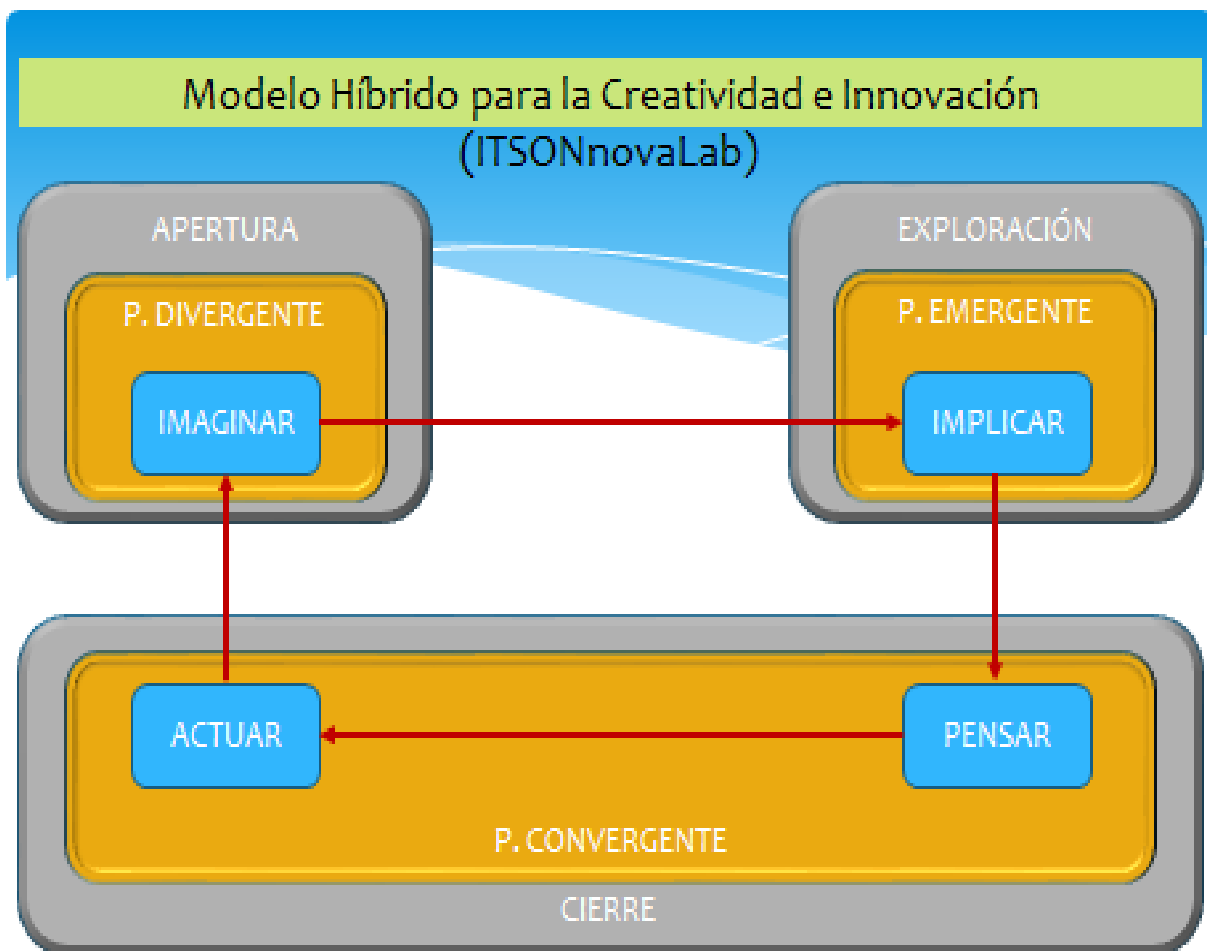 Modelo Híbrido para la Creatividad e Innovación
(ITSONnovaLab)
APERTURA
P. DIVERGENTE
IMAGINAR
EXPLORACIÓN
P. EMERGENTE
IMPLICAR
ACTUAR
PENSAR
P. CONVERGENTE
CIERRE